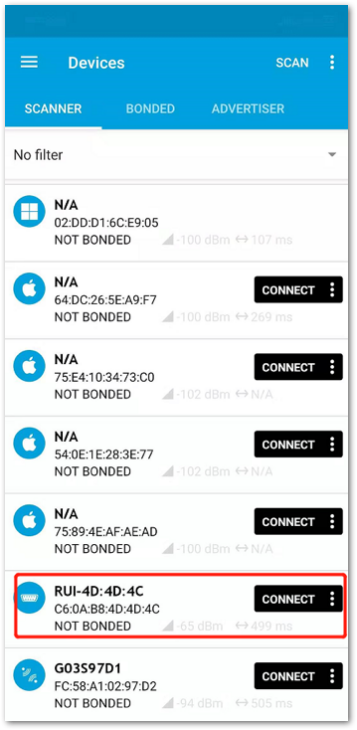 Devices SCAN
SCANNER BONDED ADVERTISER
No filter
N/A
02:DD:D1:6C:E9:05
NOT BONDED -100 dBm 107 ms
N/A
64:DC:26:5E:A9:F7 CONNECT
NOT BONDED -100 dBm 269 ms
N/A
75:E4:10:34:73:C0 CONNECT
NOT BONDED -102 dBm N/A
N/A
54:0E:1E:28:3E:77 CONNECT
NOT BONDED -102 dBm N/A
N/A
75:89:4E:AF:AE:AD CONNECT
NOT BONDED -100 dBm N/A
RUI-4D:4D:4C
C6:0A:B8:4D:4D:4C CONNECT
NOT BONDED -65 dBm 499 ms
G03S97D1
FC:58:A1:02:97:D2 CONNECT
NOT BONDED -94 dBm 505 ms